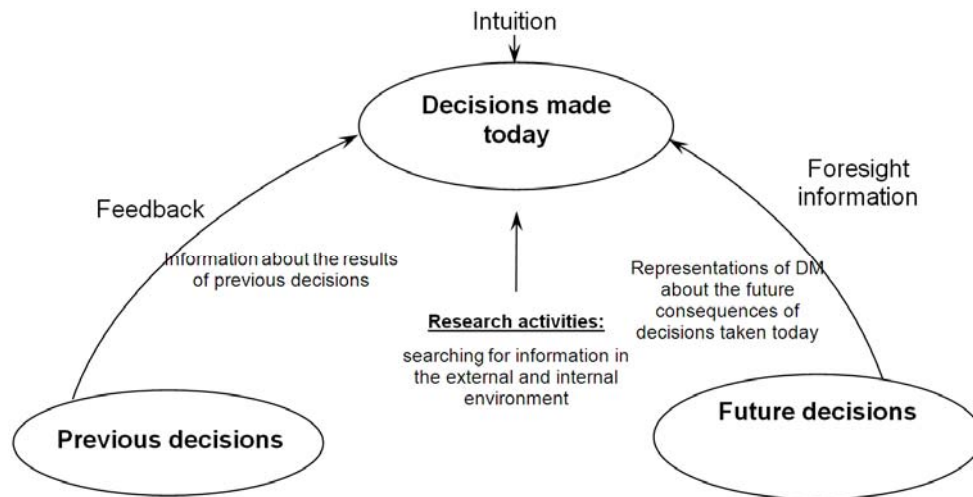 Intuition
Decisions made
today
Foresight
information
Feedback
Information about the results
of previous decisions
Representations of DM
about the future
consequences of
decisions taken today
Research activities:
searching for information in
the external and internal
environment
Previous decisions
Future decisions